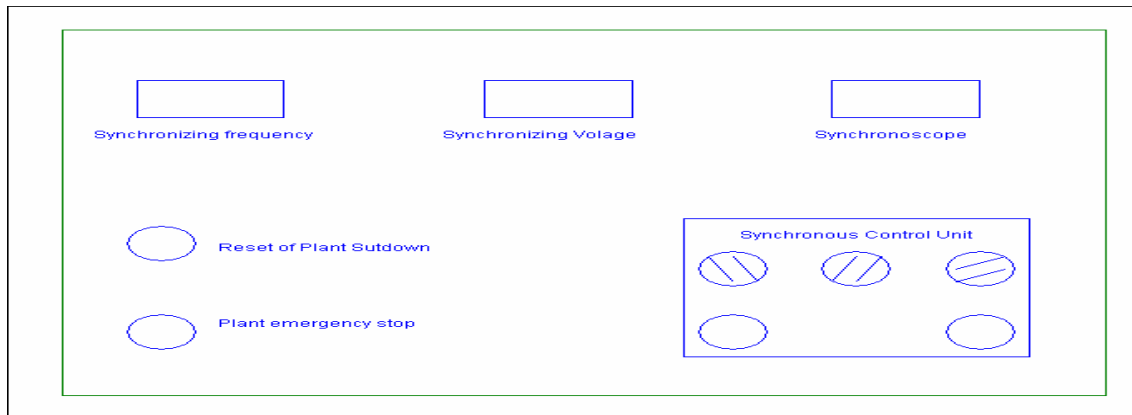 Synchronizing frequency
Synchronizing Volage
Synchronoscope
Reset of Plant Sutdown
Synchronous Control Unit
Plant emergency stop